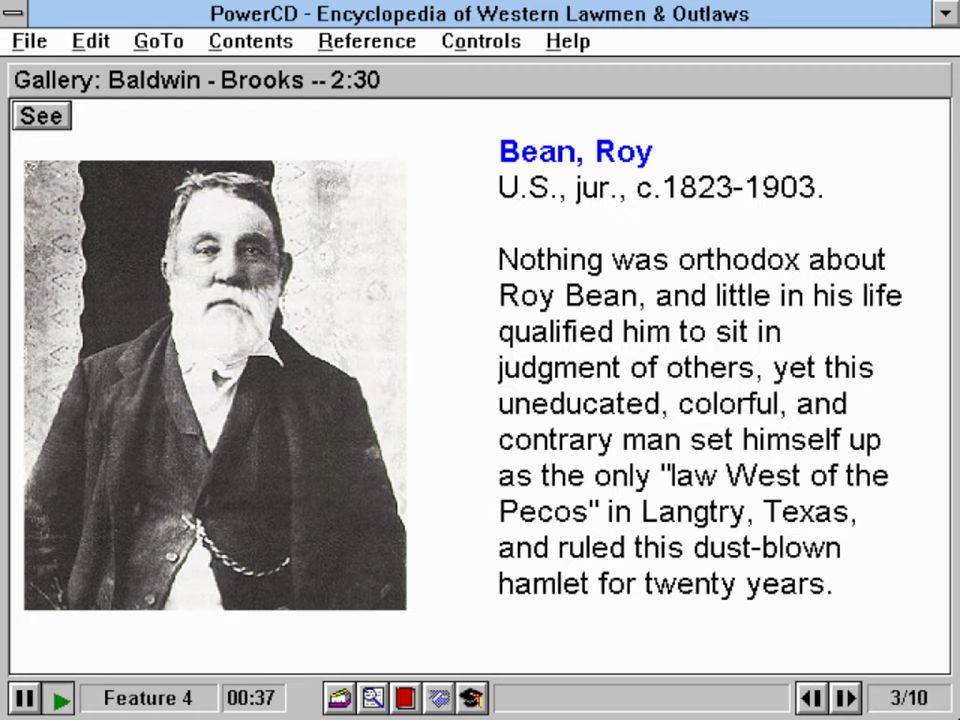 PowerCD - Encyclopedia of Western Lawmen & Outlaws
File Edit GoTo Contents Reference Controls Help
Gallery: Baldwin - Brooks -- 2:30
See
Bean, Roy
U.S., jur., c.1823-1903.
Nothing was orthodox about
Roy Bean, and little in his life
qualified him to sit in
judgment of others, yet this
uneducated, colorful, and
contrary man set himself up
as the only "law West of the
Pecos" in Langtry, Texas,
and ruled this dust-blown
hamlet for twenty years.
Feature 4 00:37 3/10